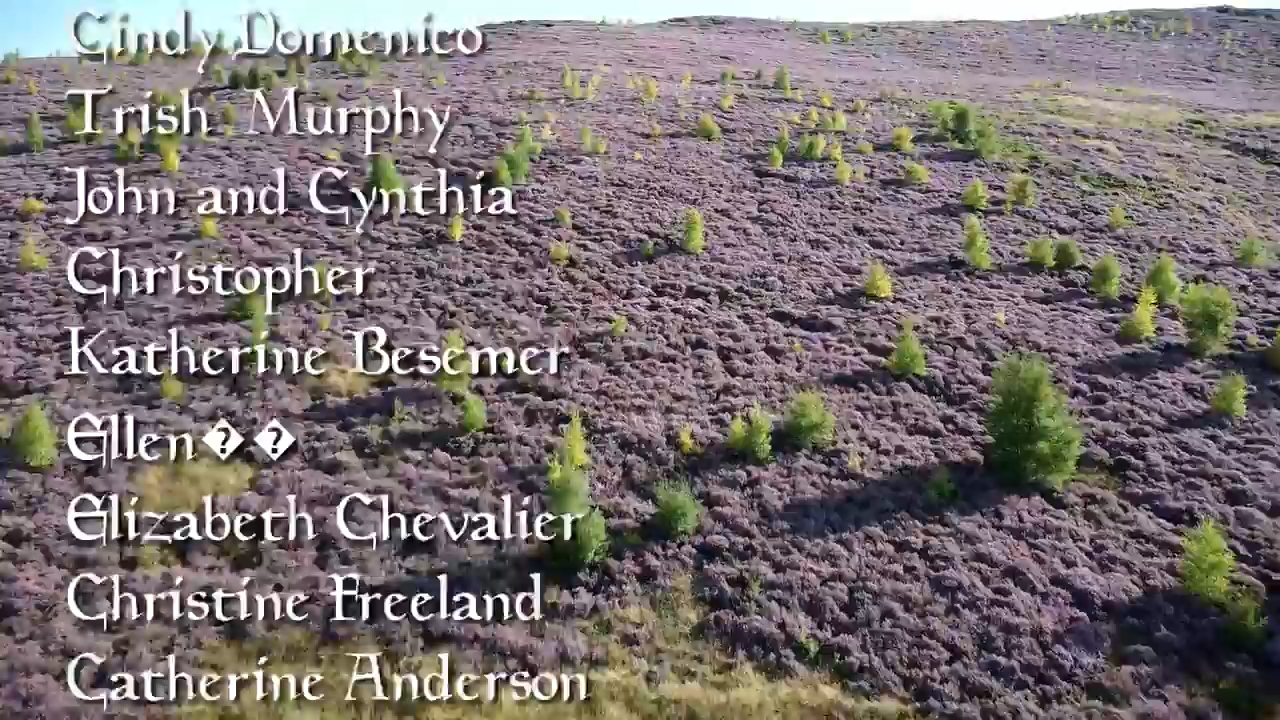 Cindy Domenico
Trish Murphy
John and Cynthia
Christopher
Katherine Besemer
Ellen��
Elizabeth Chevalier
Christine Freeland
Catherine Anderson